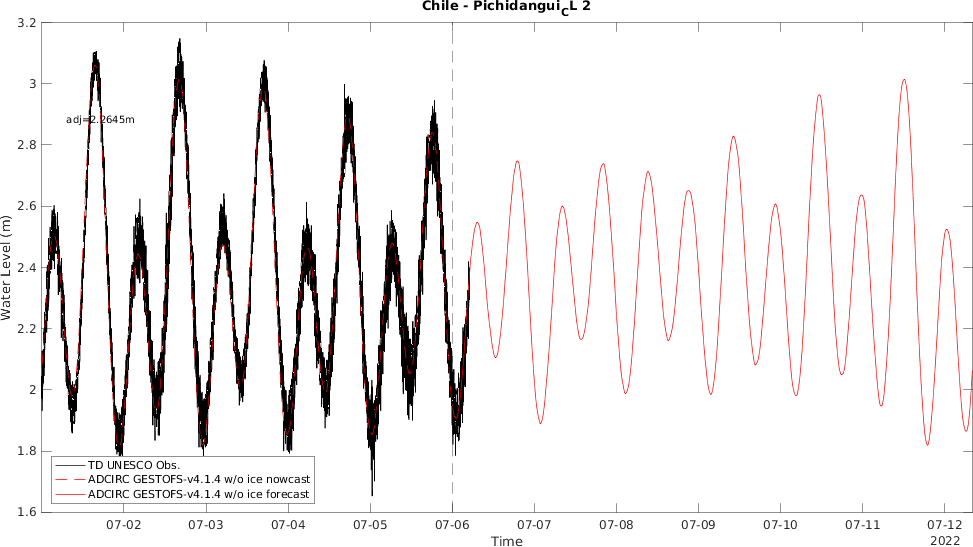 Chile - PichidanguiCL 2
3.2
3
2.8
2.6
2.4
2.2
2
1.8
1.6
Water Level (m)
adj=2.2645m
TD UNESCO Obs.
ADCIRC GESTOFS-v4.1.4 w/o ice nowcast
ADCIRC GESTOFS-v4.1.4 w/o ice forecast
07-02 07-03 07-04 07-05 07-06 07-07 07-08 07-09 07-10 07-11 07-12
Time
2022